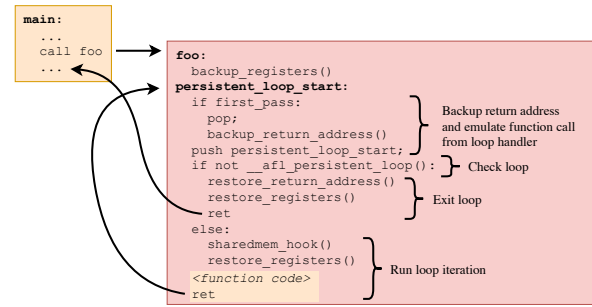 main:
...
call foo
...
foo:
backup_registers()
persistent_loop_start:
if first_pass:
pop;
backup_return_address()
push persistent_loop_start;
if not __afl_persistent_loop():
restore_return_address()
restore_registers()
ret
else:
sharedmem_hook()
restore_registers()
<function code>
ret
Backup return address
and emulate function call
from loop handler
Check loop
Exit loop
Run loop iteration